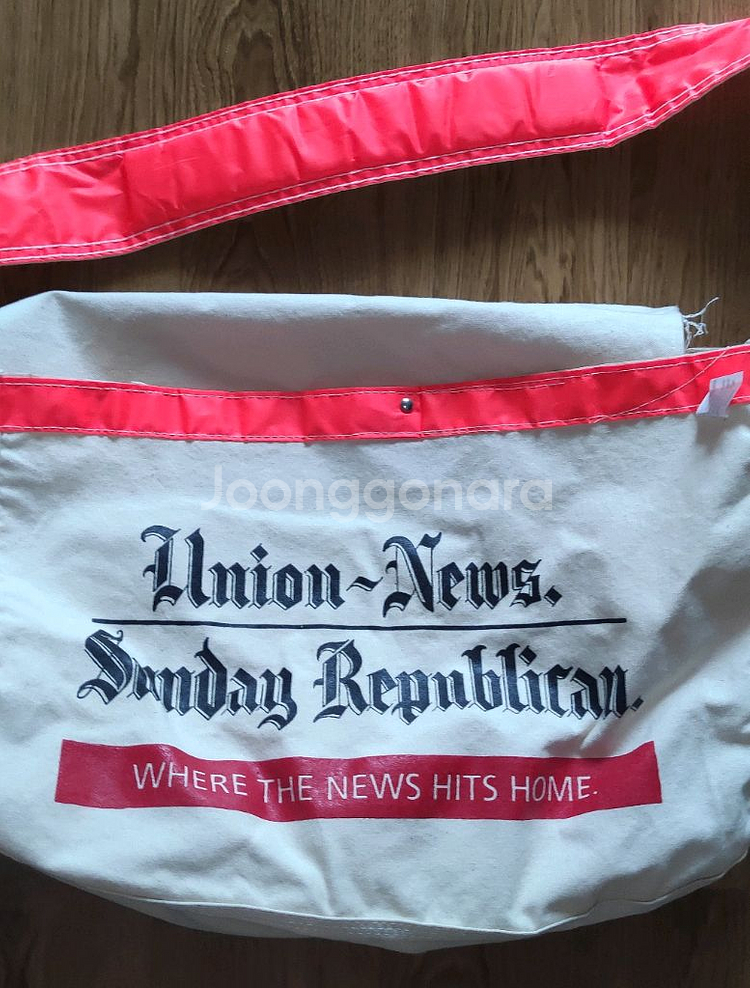 Joonggonara
Union-News.
Sunday Republican.
WHERE THE NEWS HITS HOME.